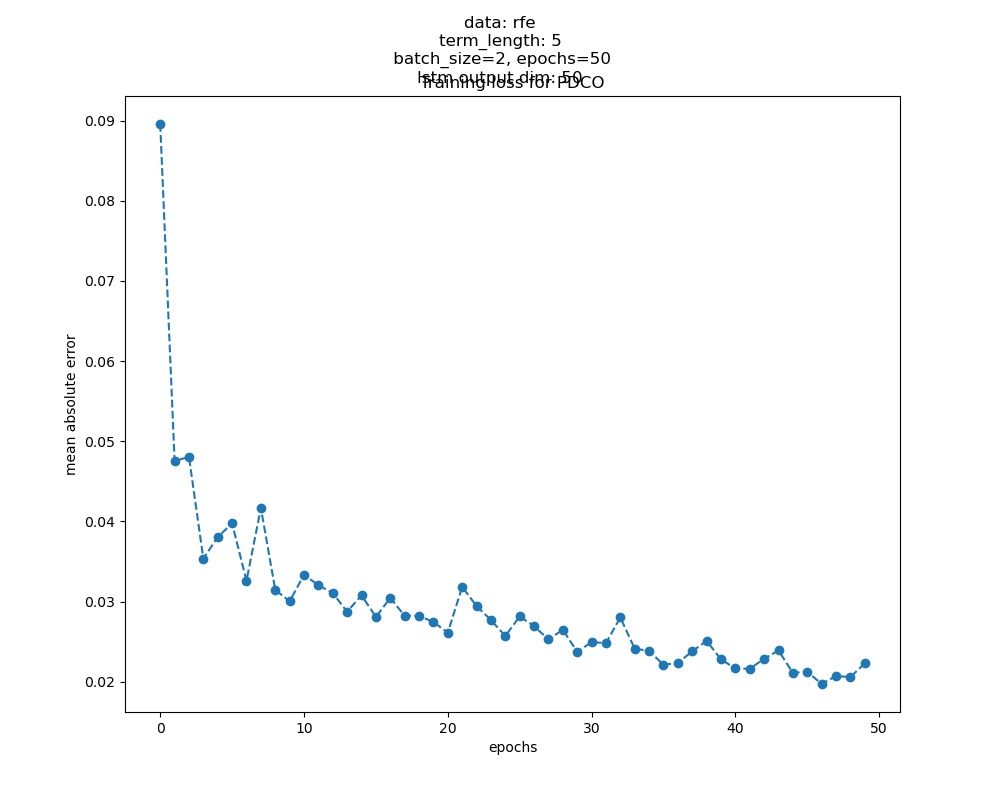 data: rfe
term_length: 5
batch_size=2, epochs=50
lstm output dim: 50
Training loss for PDCO
0.09
0.08
0.07
0.06
0.05
0.04
0.03
0.02
mean absolute error
0
10
20
30
40
50
epochs